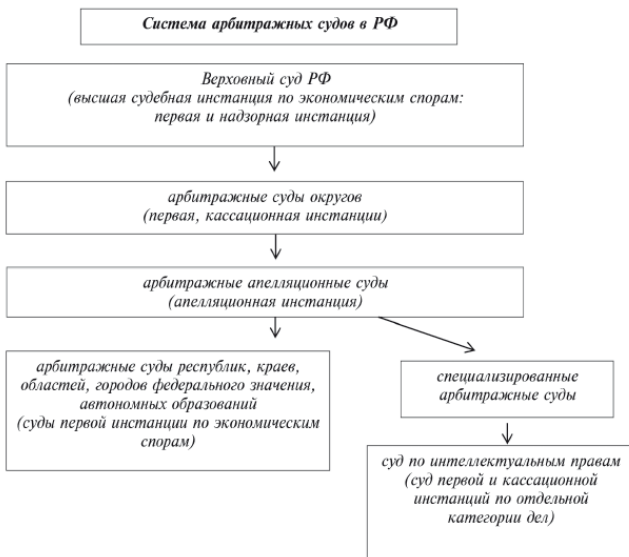 Система арбитражных судов в РФ
Верховный суд РФ
(высшая судебная инстанция по экономическим спорам:
первая и надзорная инстанция)
арбитражные суды округов
(первая, кассационная инстанции)
арбитражные апелляционные суды
(апелляционная инстанция)
арбитражные суды республик, краев,
областей, городов федерального значения,
автономных образований
(суды первой инстанции по экономическим
спорам)
специализированные
арбитражные суды
суд по интеллектуальным правам
(суд первой и кассационной
инстанций по отдельной
категории дел)